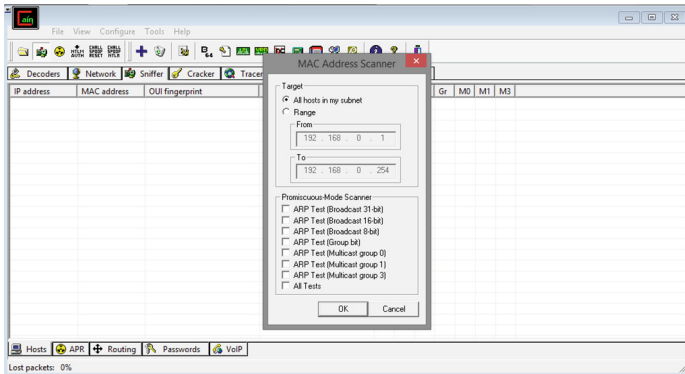 Cain
File View Configure Tools Help
MAC Address Scanner
Decoders Network Sniffer Cracker
IP address MAC address OUI fingerprint Gr M0 M1 M3
Target
All hosts in my subnet
Range
From
192 . 168 . 0 . 1
To
192 . 168 . 0 . 254
Promiscuous-Mode Scanner
ARP Test (Broadcast 31-bit)
ARP Test (Broadcast 16-bit)
ARP Test (Broadcast 8-bit)
ARP Test (Group bit)
ARP Test (Multicast group 0)
ARP Test (Multicast group 1)
ARP Test (Multicast group 3)
All Tests
OK Cancel
Hosts APR Routing Passwords VoIP
Lost packets: 0%